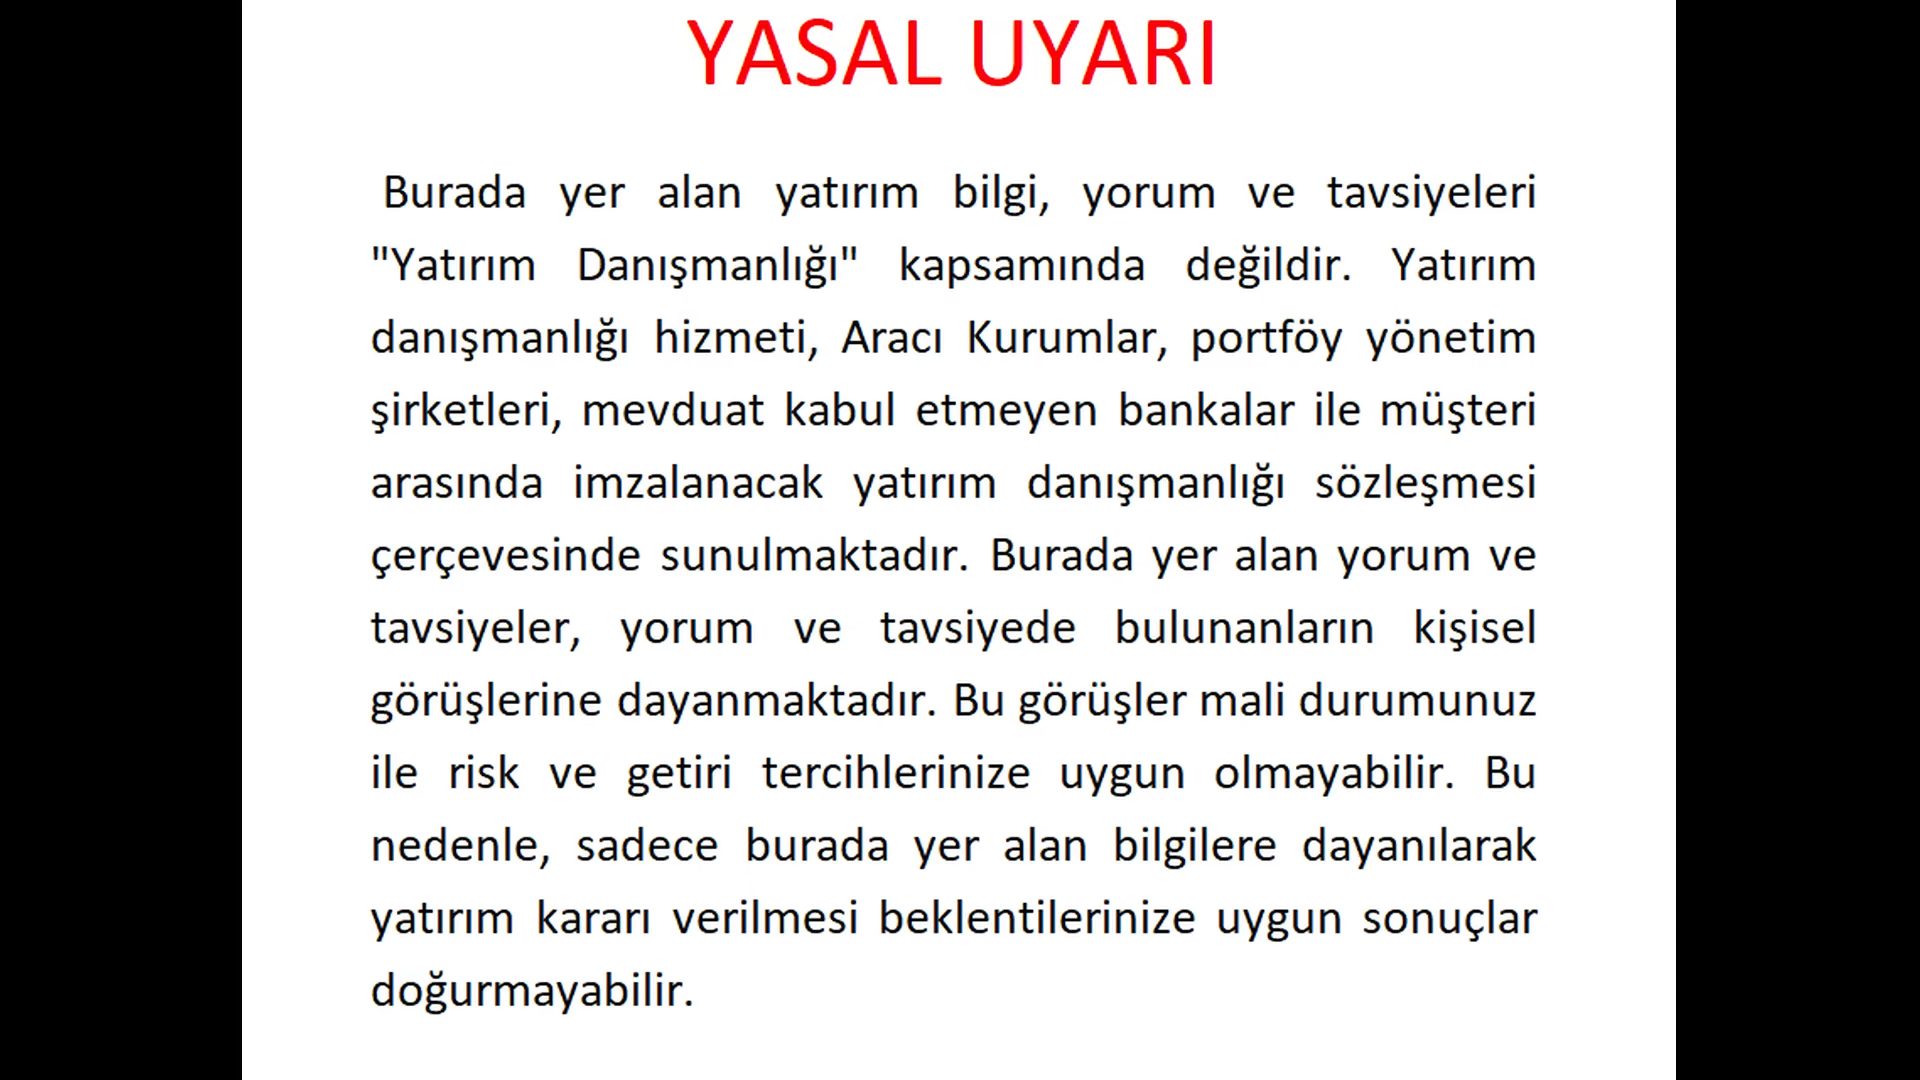 YASAL UYARI
Burada yer alan yatırım bilgi, yorum ve tavsiyeleri
"Yatırım Danışmanlığı" kapsamında değildir. Yatırım
danışmanlığı hizmeti, Aracı Kurumlar, portföy yönetim
şirketleri, mevduat kabul etmeyen bankalar ile müşteri
arasında imzalanacak yatırım danışmanlığı sözleşmesi
çerçevesinde sunulmaktadır. Burada yer alan yorum ve
tavsiyeler, yorum ve tavsiyede bulunanların kişisel
görüşlerine dayanmaktadır. Bu görüşler mali durumunuz
ile risk ve getiri tercihlerinize uygun olmayabilir. Bu
nedenle, sadece burada yer alan bilgilere dayanılarak
yatırım kararı verilmesi beklentilerinize uygun sonuçlar
doğurmayabilir.